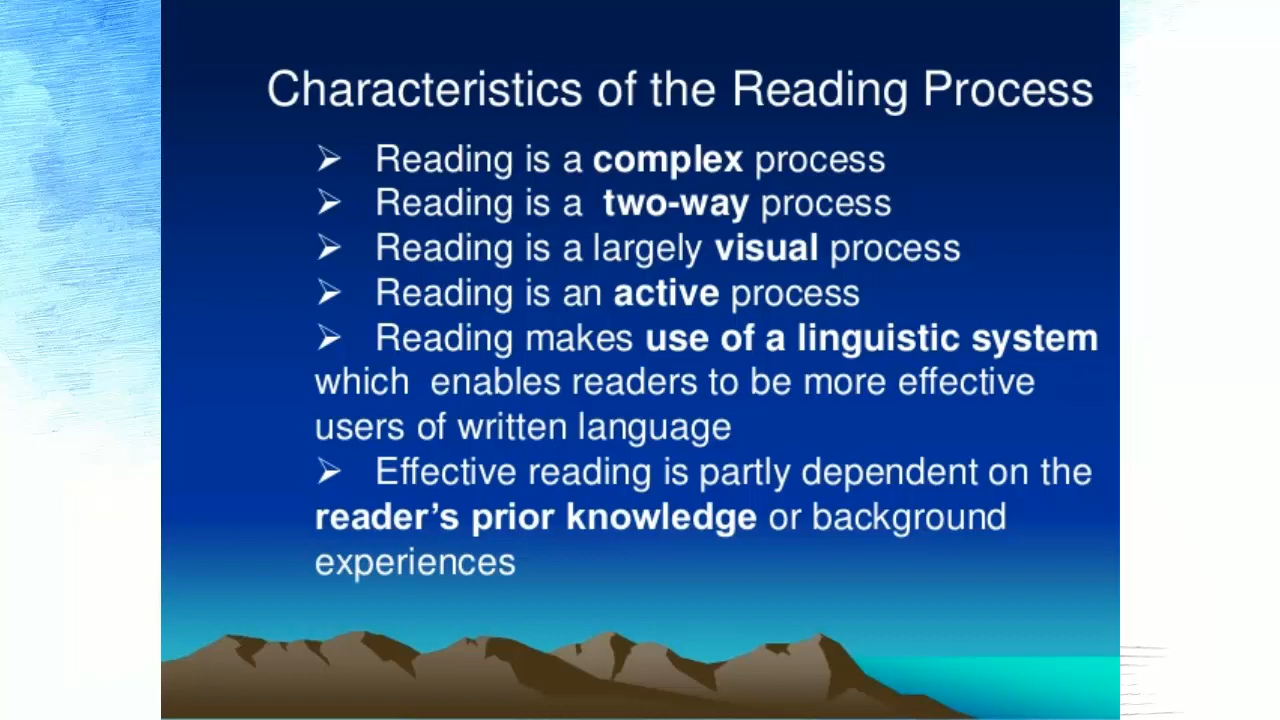 Characteristics of the Reading Process
➢ Reading is a complex process
➢ Reading is a two-way process
➢ Reading is a largely visual process
➢ Reading is an active process
➢ Reading makes use of a linguistic system
which enables readers to be more effective
users of written language
➢ Effective reading is partly dependent on the
reader’s prior knowledge or background
experiences